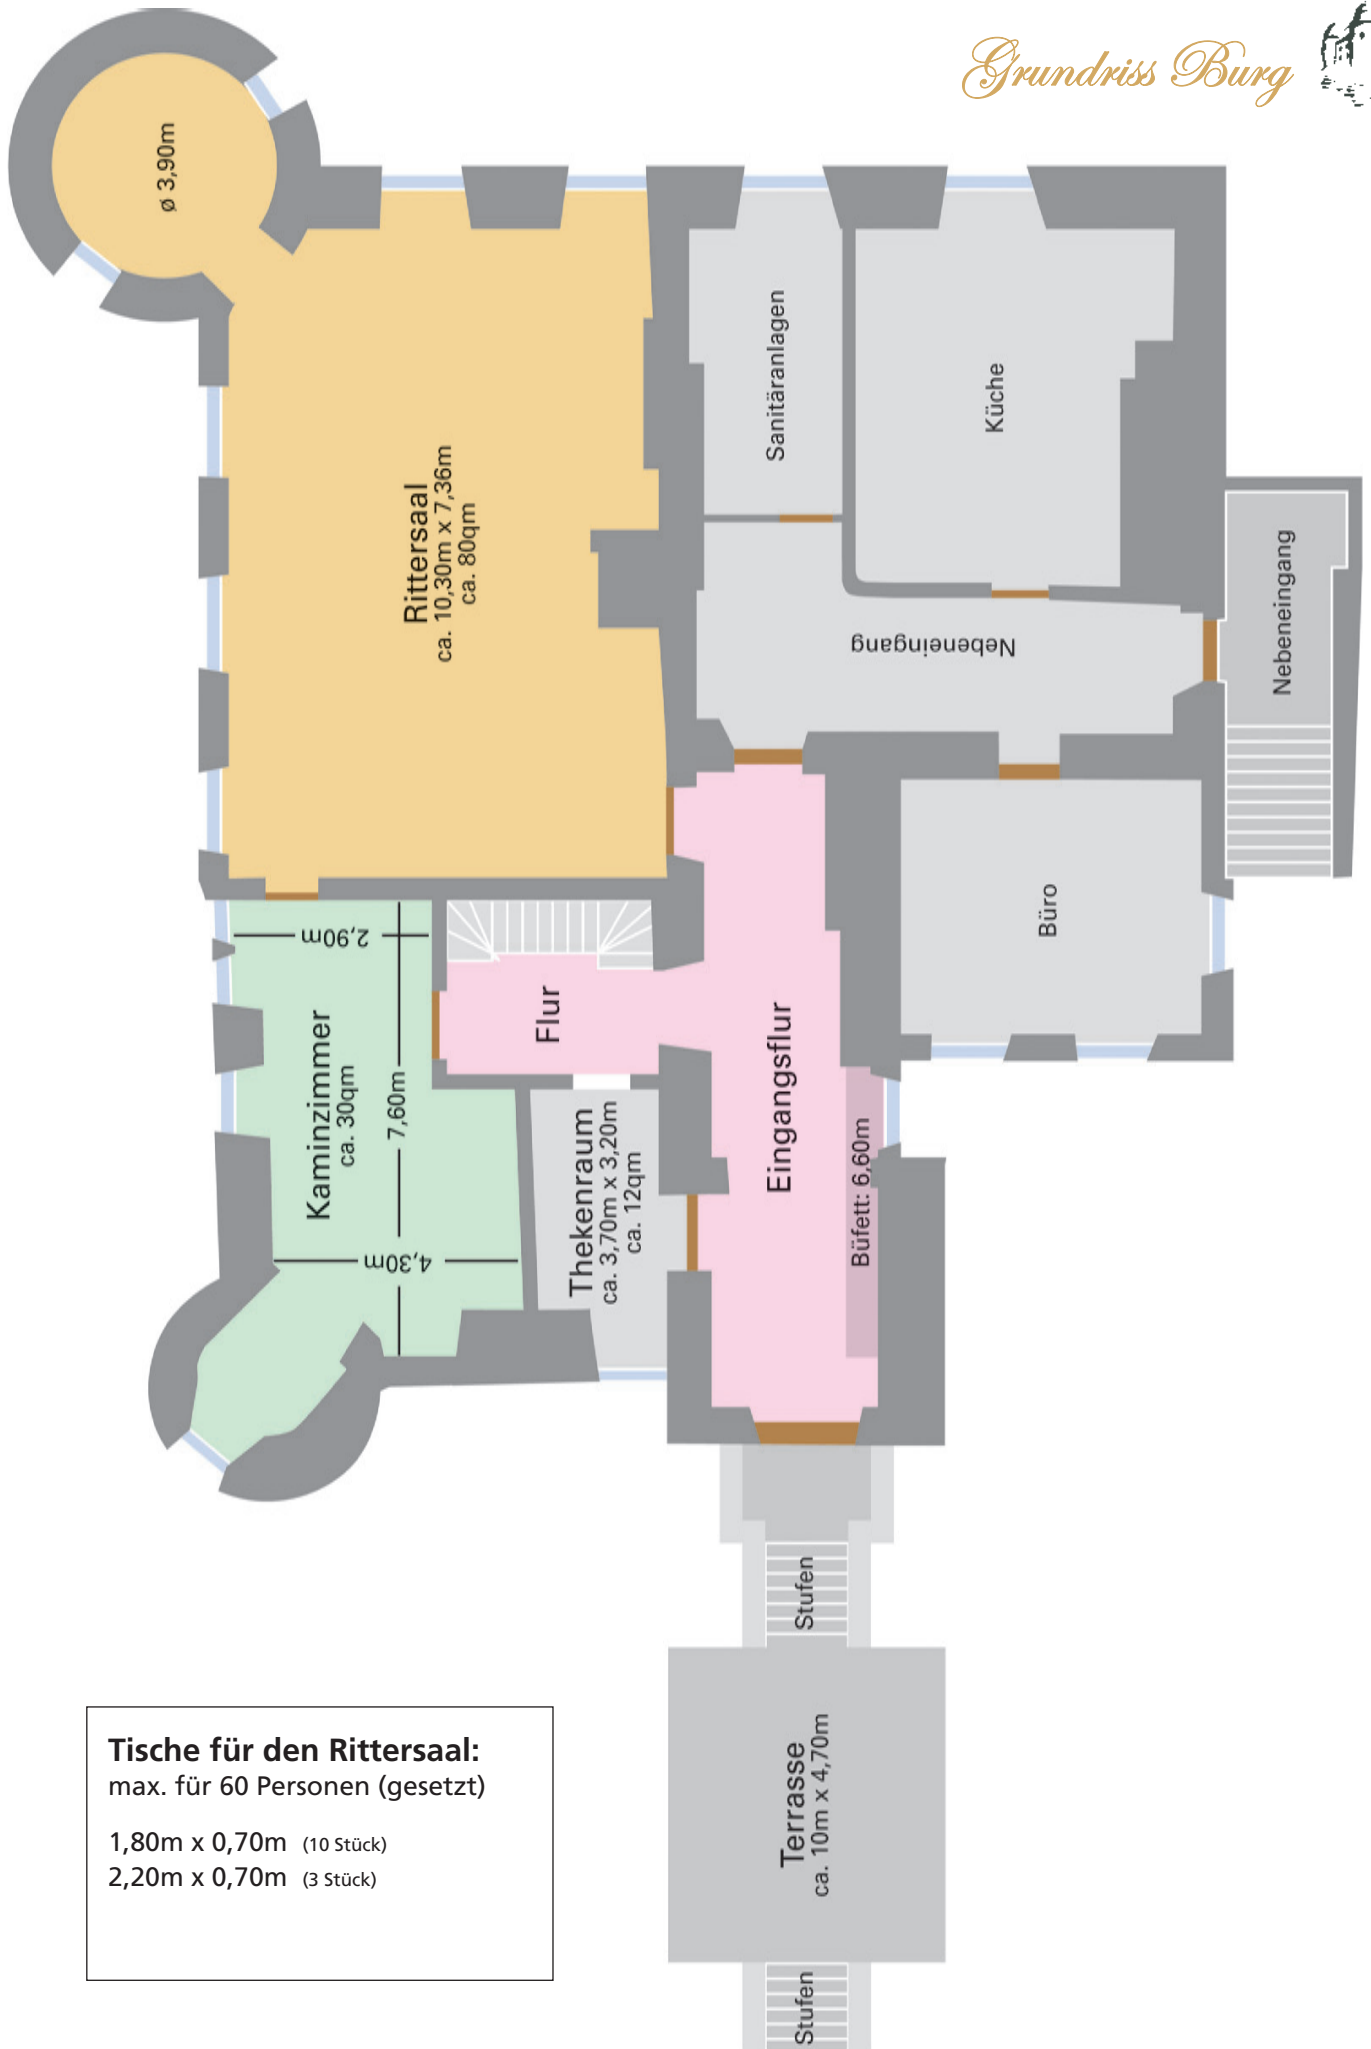 Grundriss Burg
ø 3,90m
Rittersaal
ca. 10,30m x 7,36m
ca. 80qm
Sanitäranlagen
Küche
Nebeneingang
Nebeneingang
Büro
2,90m
Kaminzimmer
ca. 30qm
7,60m
4,30m
Flur
Thekenraum
ca. 3,70m x 3,20m
ca. 12qm
Eingangsflur
Büfett: 6,60m
Stufen
Terrasse
ca. 10m x 4,70m
Stufen
Tische für den Rittersaal:
max. für 60 Personen (gesetzt)
1,80m x 0,70m (10 Stück)
2,20m x 0,70m (3 Stück)